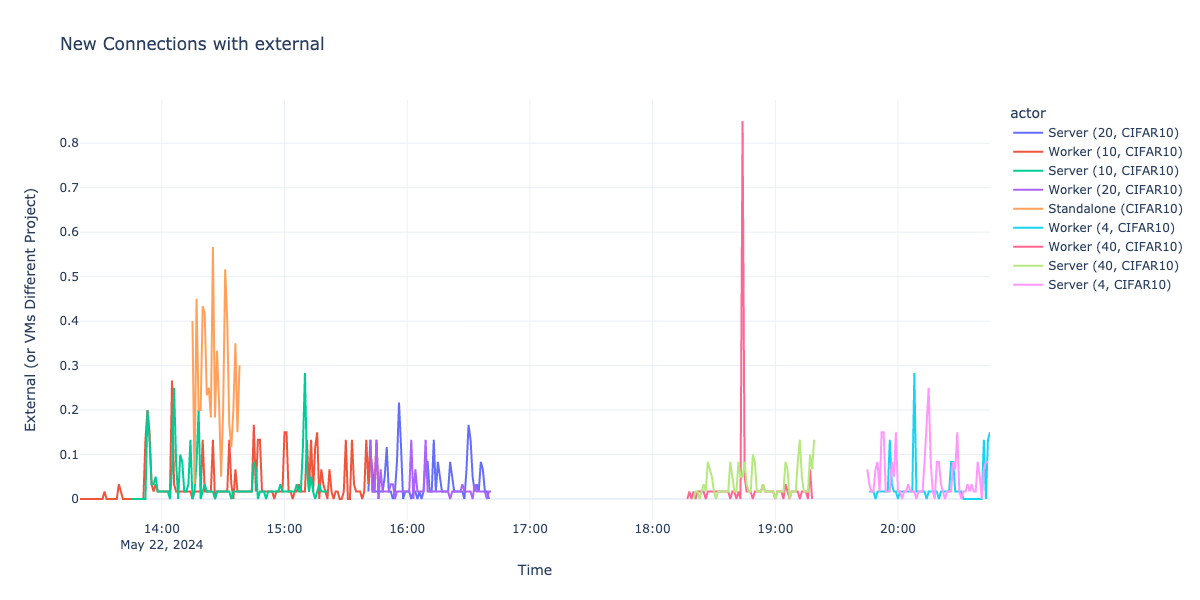 New Connections with external
External (or VMs Different Project)
0.8
0.7
0.6
0.5
0.4
0.3
0.2
0.1
0
14:00
May 22, 2024
15:00
16:00
17:00
18:00
19:00
20:00
Time
actor
Server (20, CIFAR10)
Worker (10, CIFAR10)
Server (10, CIFAR10)
Worker (20, CIFAR10)
Standalone (CIFAR10)
Worker (4, CIFAR10)
Worker (40, CIFAR10)
Server (40, CIFAR10)
Server (4, CIFAR10)